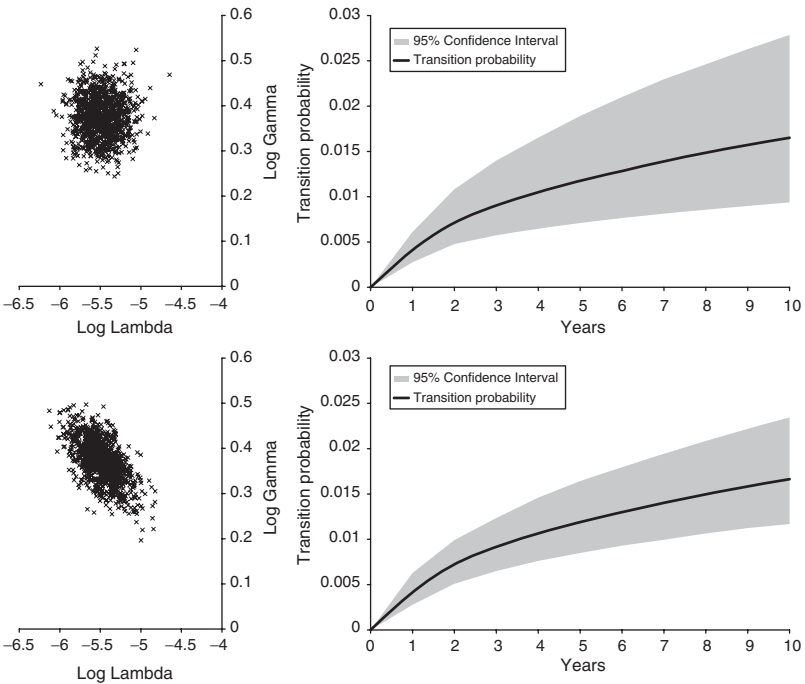 0.6
0.5
0.4
0.3
0.2
0.1
0
Log Gamma
–6.5 –6 –5.5 –5 –4.5 –4
Log Lambda
0.03
0.025
0.02
0.015
0.01
0.005
0
Transition probability
95% Confidence Interval
Transition probability
0 1 2 3 4 5 6 7 8 9 10
Years
0.6
0.5
0.4
0.3
0.2
0.1
0
Log Gamma
–6.5 –6 –5.5 –5 –4.5 –4
Log Lambda
0.03
0.025
0.02
0.015
0.01
0.005
0
Transition probability
95% Confidence Interval
Transition probability
0 1 2 3 4 5 6 7 8 9 10
Years